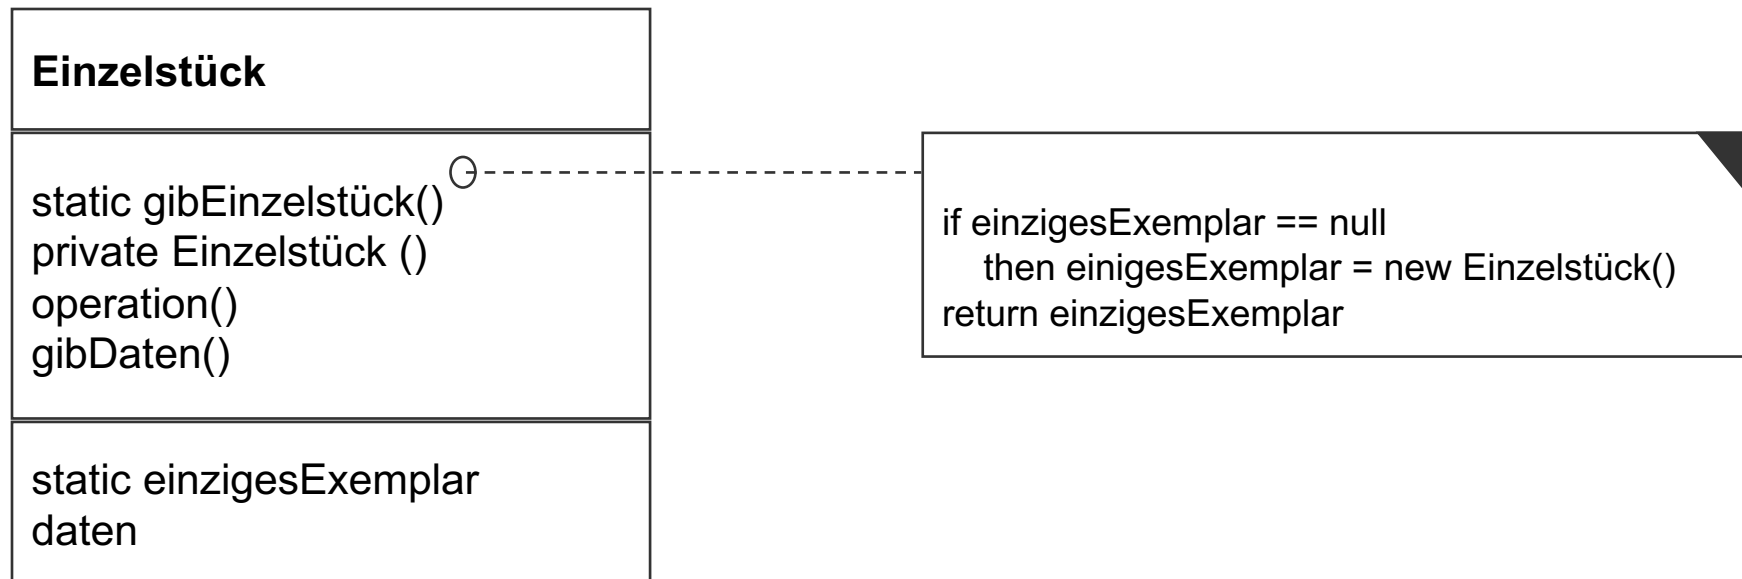 Einzelstück
static gibEinzelstück()
private Einzelstück ()
operation()
gibDaten()
static einzigesExemplar
daten
if einzigesExemplar == null
then einigesExemplar = new Einzelstück()
return einzigesExemplar